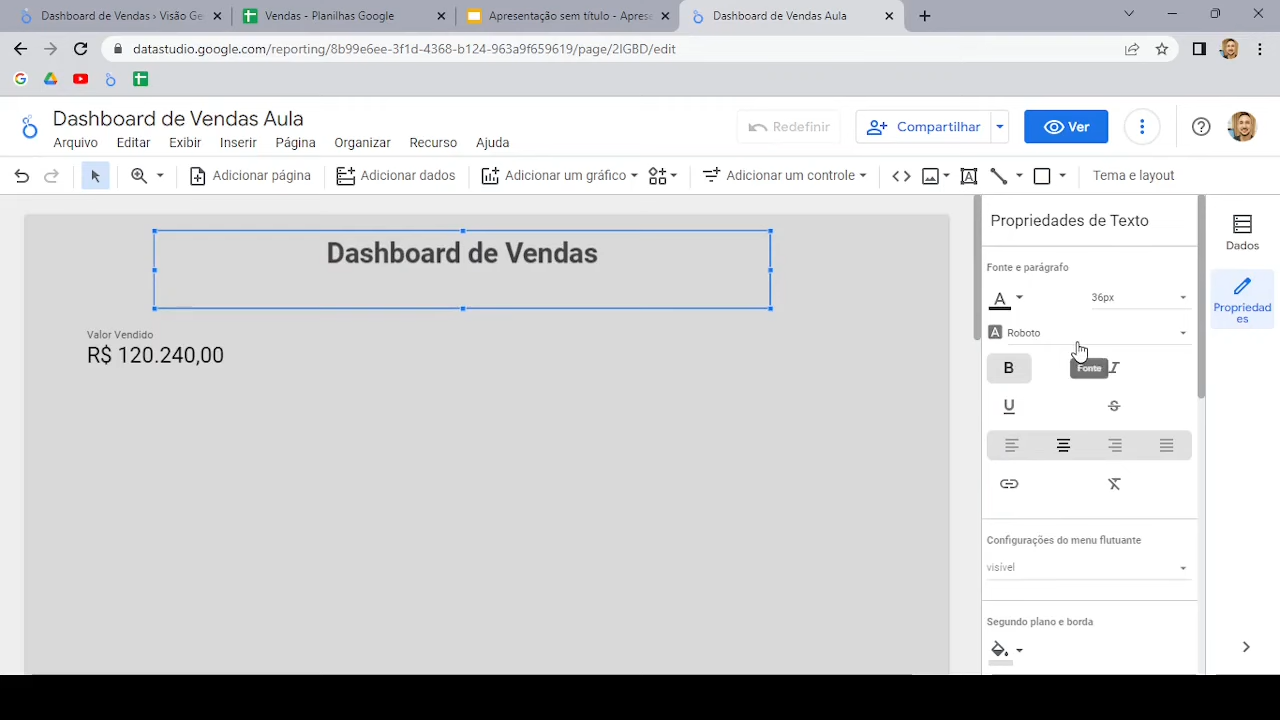 Dashboard de Vendas › Visão Ge
Vendas - Planilhas Google
Apresentação sem título - Apres
Dashboard de Vendas Aula
datastudio.google.com/reporting/8b99e6ee-3f1d-4368-b124-963a9f659619/page/2IGBD/edit
Dashboard de Vendas Aula
Redefinir
Compartilhar
Ver
Arquivo Editar Exibir Inserir Página Organizar Recurso Ajuda
Adicionar página Adicionar dados Adicionar um gráfico Adicionar um controle Tema e layout
Dashboard de Vendas
Valor Vendido
R$ 120.240,00
Propriedades de Texto
Fonte e parágrafo
A 36px
A Roboto
B Fonte I
U S
Configurações do menu flutuante
visível
Segundo plano e borda
Dados
Propriedad
es